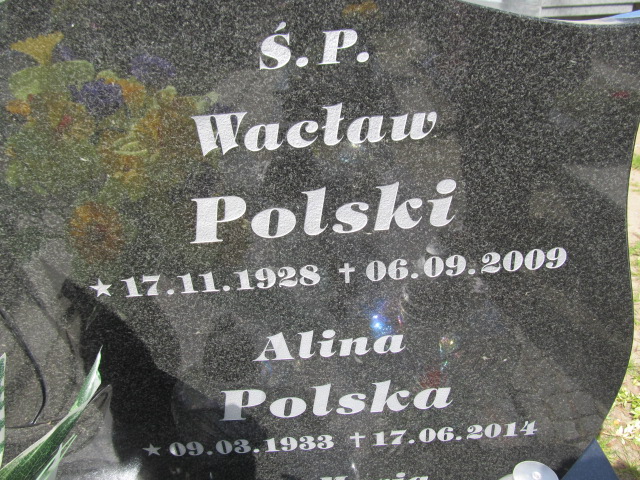 Ś.P.
Wacław
Polski
★ 17.11.1928 ✝ 06.09.2009
Alina
Polska
★ 09.03.1933 ✝ 17.06.2014